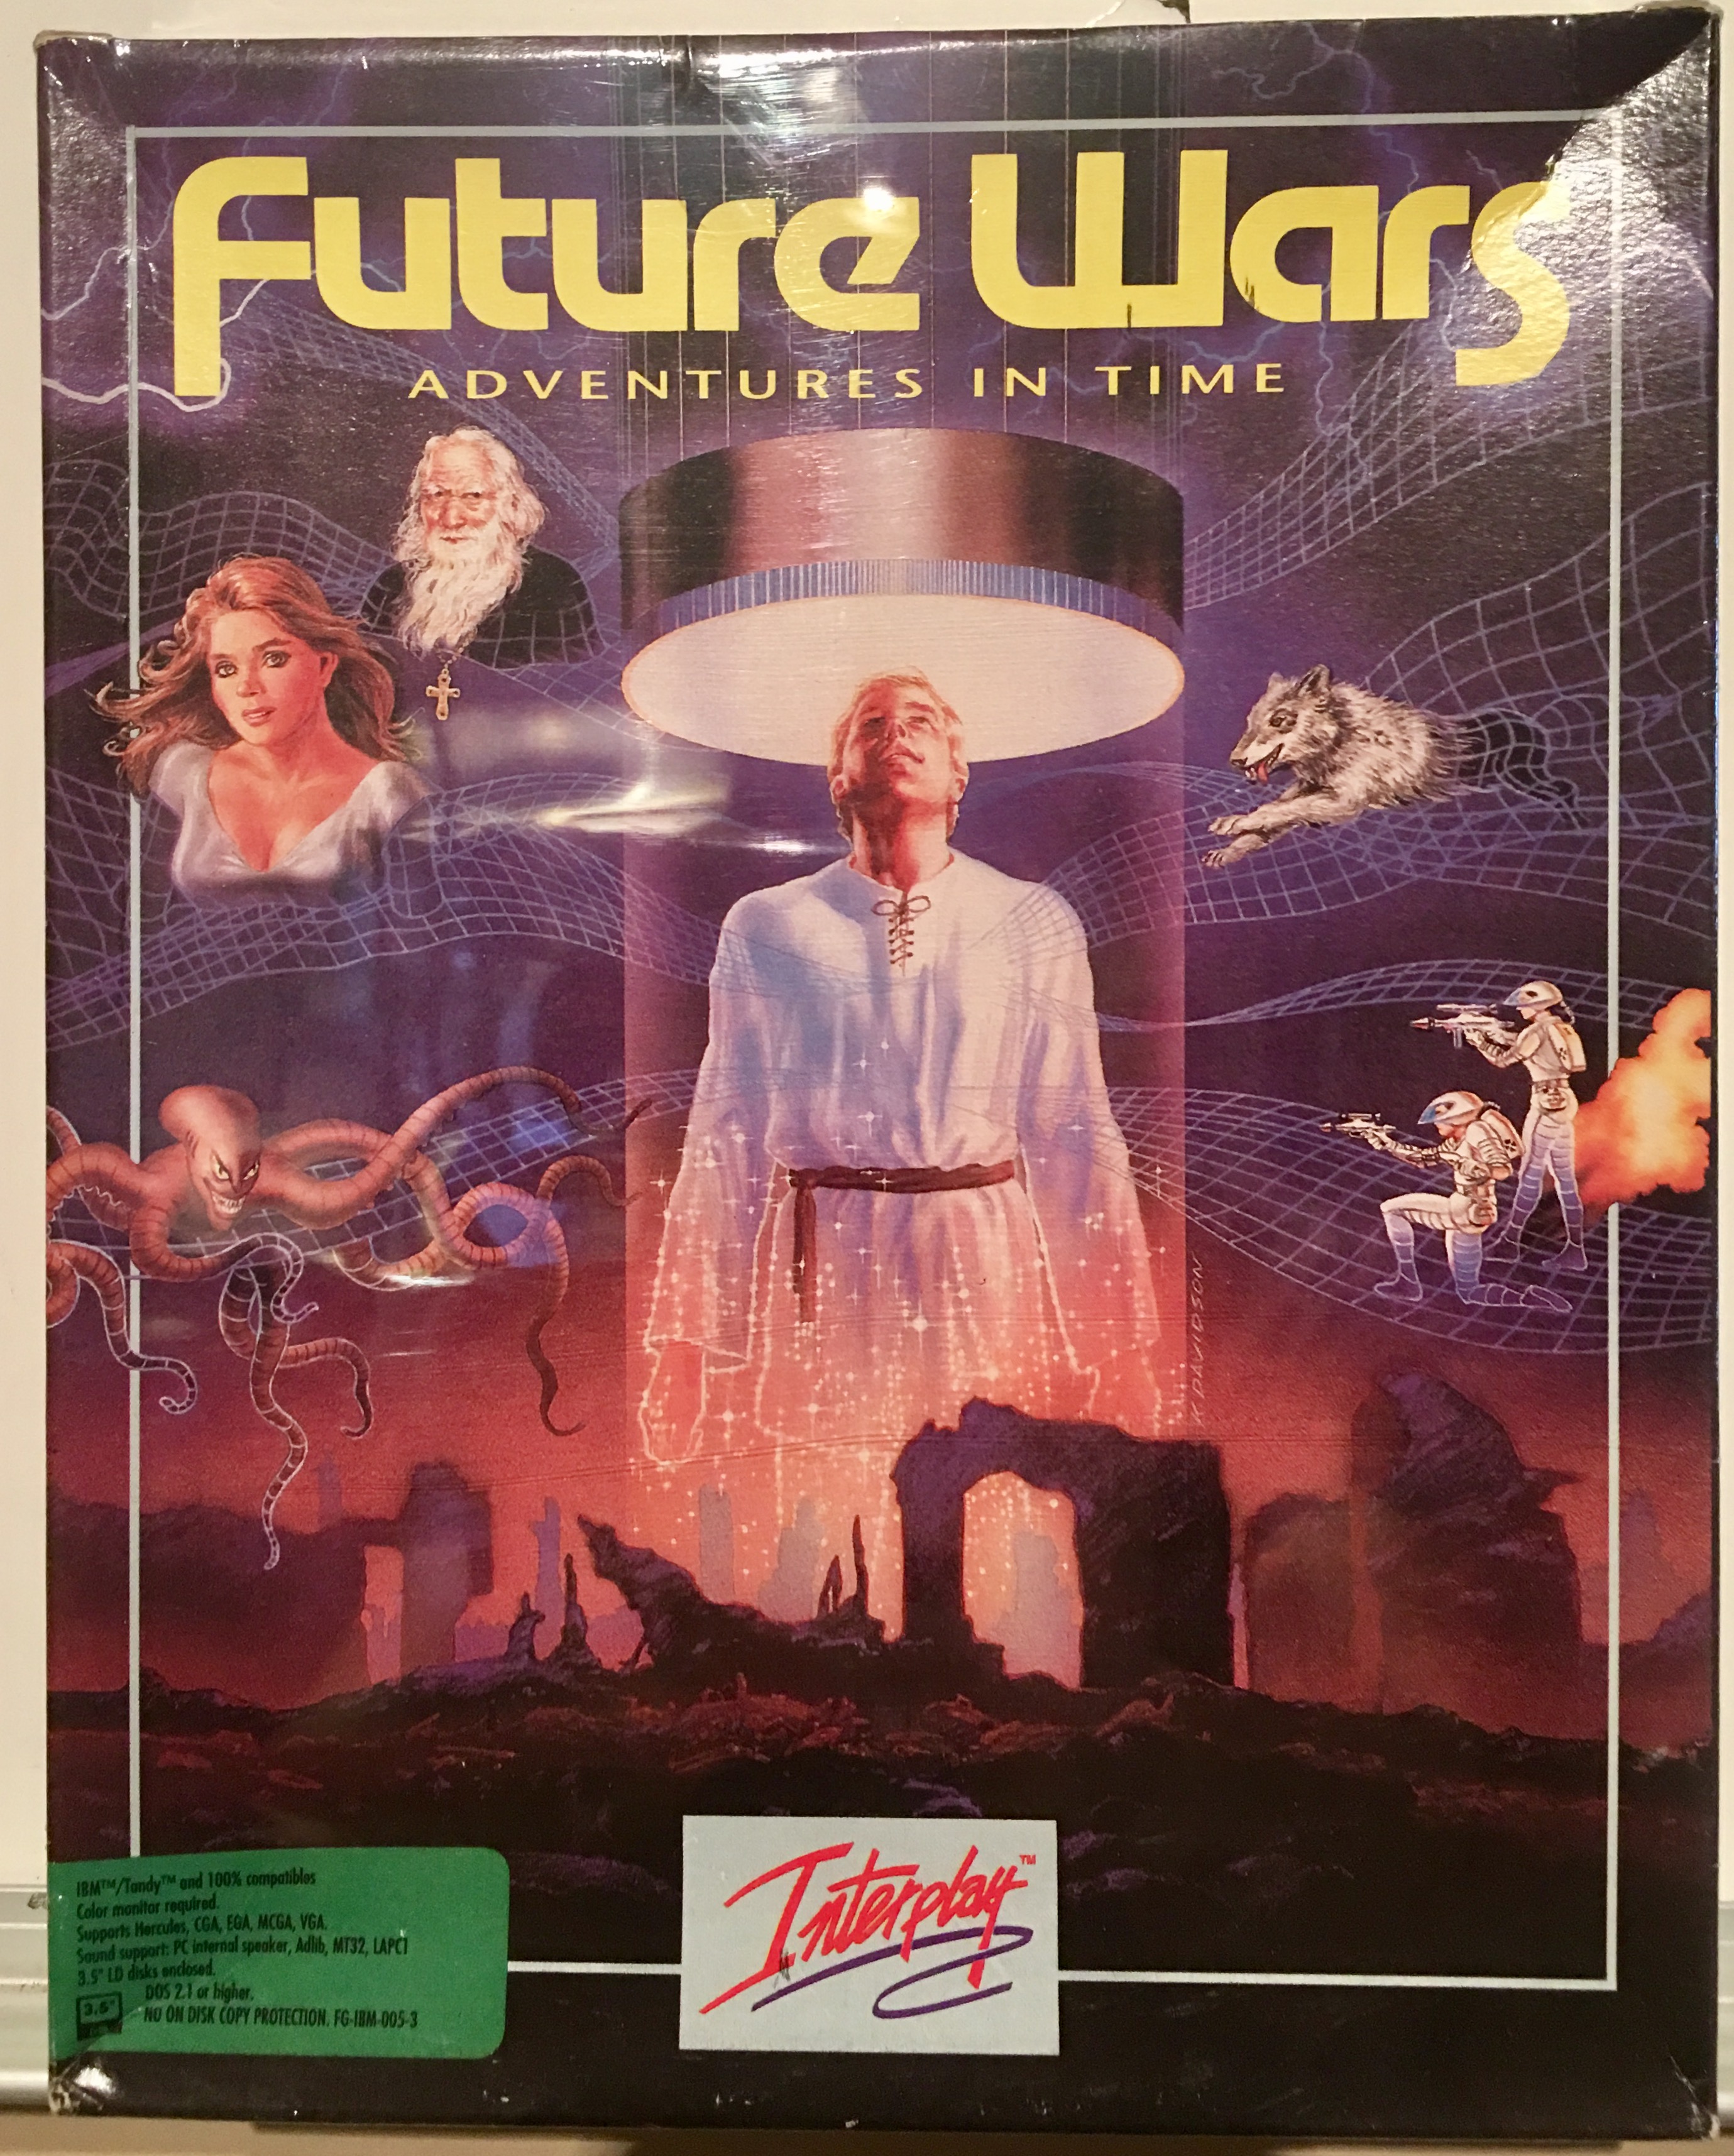 Future Wars
ADVENTURES IN TIME
DAVIDSON
IBM™/Tandy™ and 100% compatibles
Color monitor required.
Supports Hercules, CGA, EGA, MCGA, VGA.
Sound support: PC internal speaker, Adlib, MT32, LAPC1
3.5" LD disks enclosed.
DOS 2.1 or higher.
3.5"
NO ON DISK COPY PROTECTION. FG-IBM-005-3
Interplay™